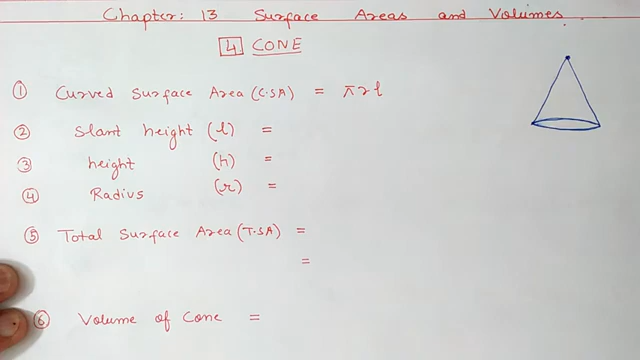 Chapter: 13 Surface Areas and Volumes.
4 CONE
① Curved Surface Area (C.S.A) = πrl
② Slant height (l) =
③ height (h) =
④ Radius (r) =
⑤ Total Surface Area (T.S.A) =
=
⑥ Volume of Cone =